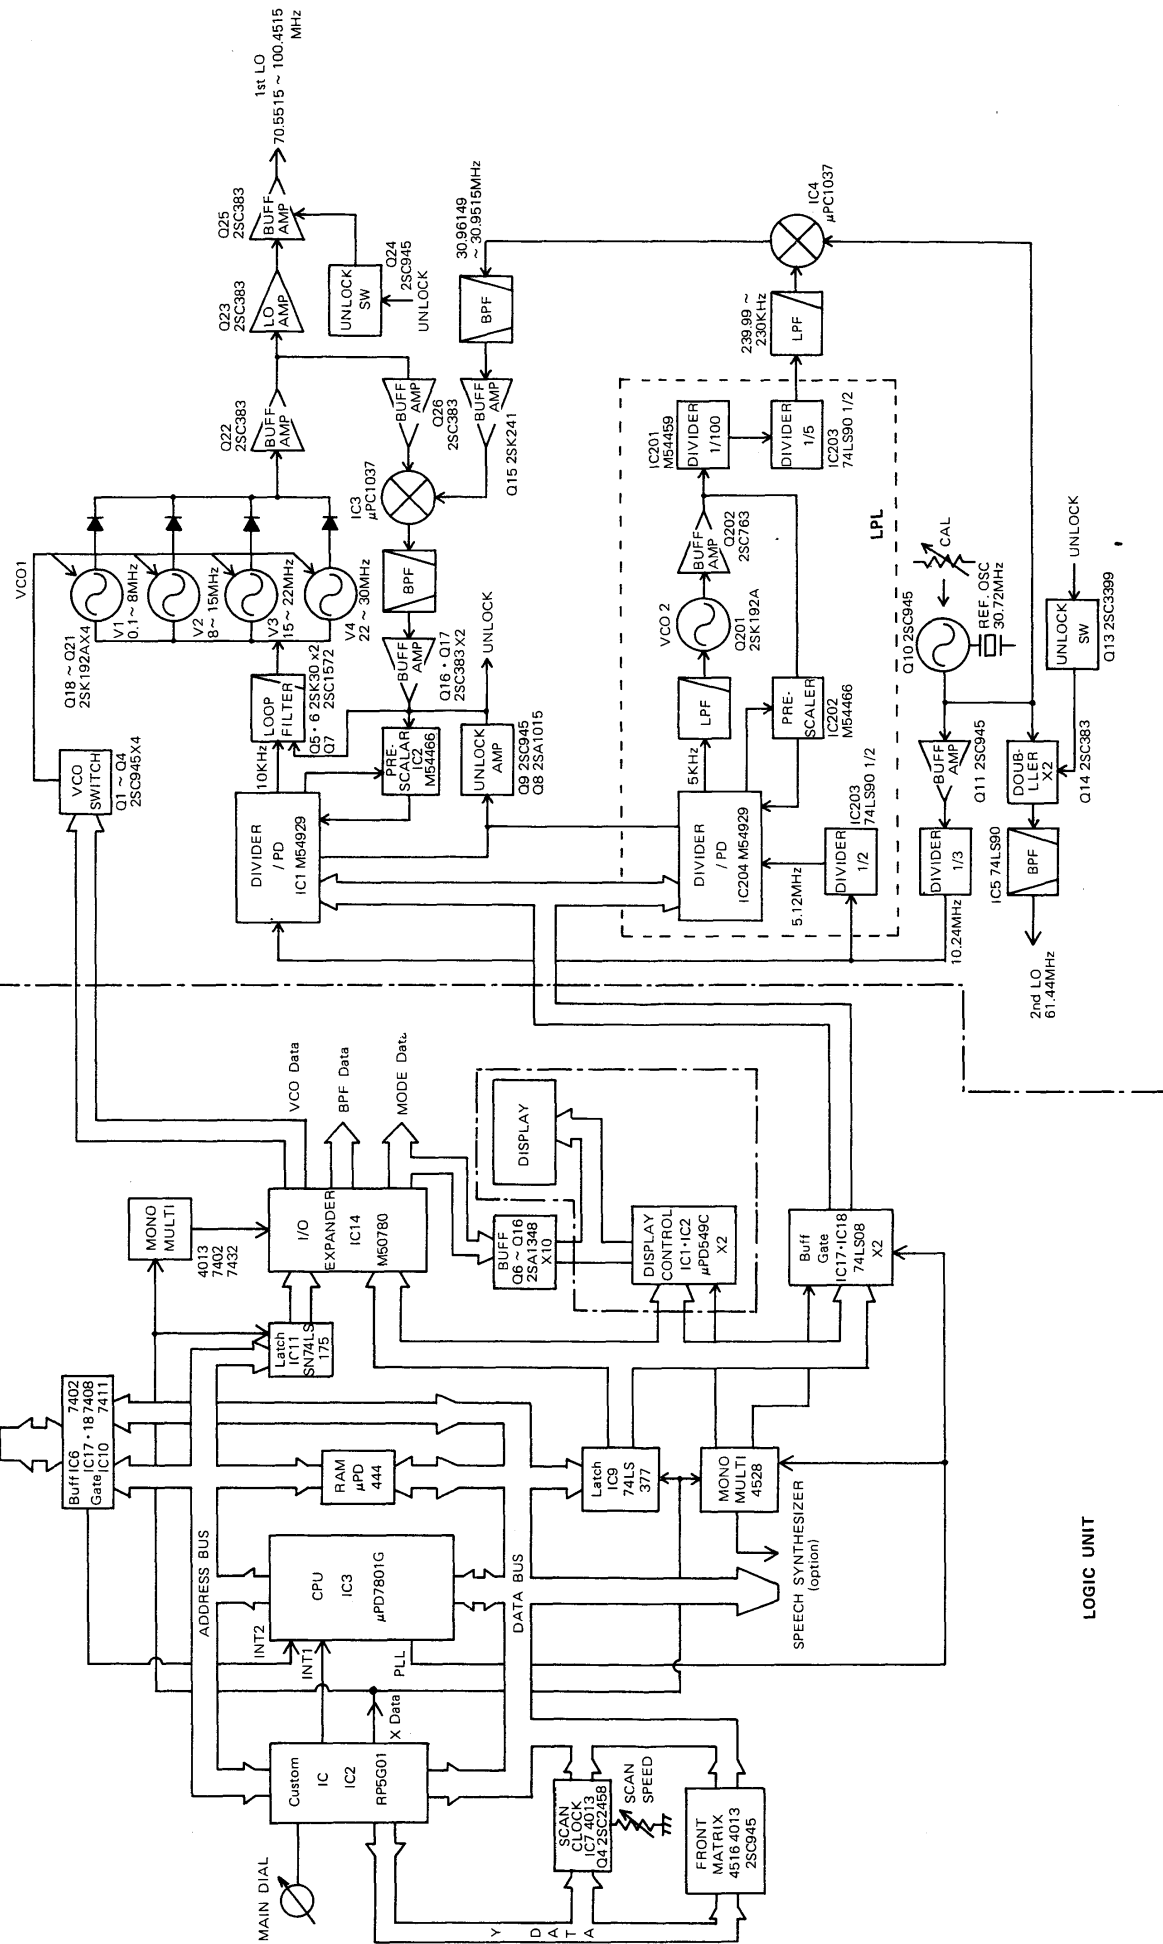 MAIN DIAL
Custom
IC
IC2
RP5G01
X Data
Y
D
A
T
A
SCAN
CLOCK
IC7 4013
Q4 2SC2458
SCAN
SPEED
FRONT
MATRIX
4516 4013
2SC945
INT2
INT1
PLL
CPU
IC3
μPD7801G
ADDRESS BUS
DATA BUS
SPEECH SYNTHESIZER
(option)
Buff IC6 7402
Gate IC17・18 7408
IC10 7411
RAM
μPD
444
Latch
IC9
74LS
377
MONO
MULTI
4528
Latch
IC11
SN74LS
175
MONO
MULTI
4013
7402
7432
I/O
EXPANDER
IC14
M50780
VCO Data
BPF Data
MODE Data
BUFF
Q6 ~ Q16
2SA1348
X10
DISPLAY
DISPLAY
CONTROL
IC1・IC2
μPD549C
X2
Buff
Gate
IC17・IC18
74LS08
X2
LOGIC UNIT
VCO
SWITCH
Q1 ~ Q4
2SC945X4
VCO1
Q18 ~ Q21
2SK192AX4
V1
0.1 ~ 8MHz
V2
8 ~ 15MHz
V3
15 ~ 22MHz
V4
22 ~ 30MHz
DIVIDER
/ PD
IC1 M54929
10KHz
LOOP
FILTER
Q5・6 2SK30 x2
Q7 2SC1572
PRE-
SCALAR
IC2
M54466
UNLOCK
AMP
Q9 2SC945
Q8 2SA1015
UNLOCK
BUFF
AMP
Q16・Q17
2SC383 X2
BPF
IC3
μPC1037
BUFF
AMP
Q26
2SC383
BUFF
AMP
Q15 2SK241
BPF
30.96149
~ 30.9515MHz
Q22
2SC383
BUFF
AMP
Q23
2SC383
LO
AMP
Q25
2SC383
BUFF
AMP
UNLOCK
SW
Q24
2SC945
UNLOCK
1st LO
70.5515 ~ 100.4515
MHz
DIVIDER
/ PD
IC204 M54929
5KHz
LPF
VCO 2
Q201
2SK192A
BUFF
AMP
Q202
2SC763
PRE-
SCALER
IC202
M54466
IC201
M54459
DIVIDER
1/100
DIVIDER
1/5
IC203
74LS90 1/2
LPL
239.99 ~
230KHz
LPF
IC4
μPC1037
5.12MHz
DIVIDER
1/2
IC203
74LS90 1/2
10.24MHz
DIVIDER
1/3
IC5 74LS90
BUFF
AMP
Q11 2SC945
Q10 2SC945
CAL
REF. OSC
30.72MHz
DOUB-
LLER
X2
Q14 2SC383
UNLOCK
SW
Q13 2SC3399
UNLOCK
BPF
2nd LO
61.44MHz